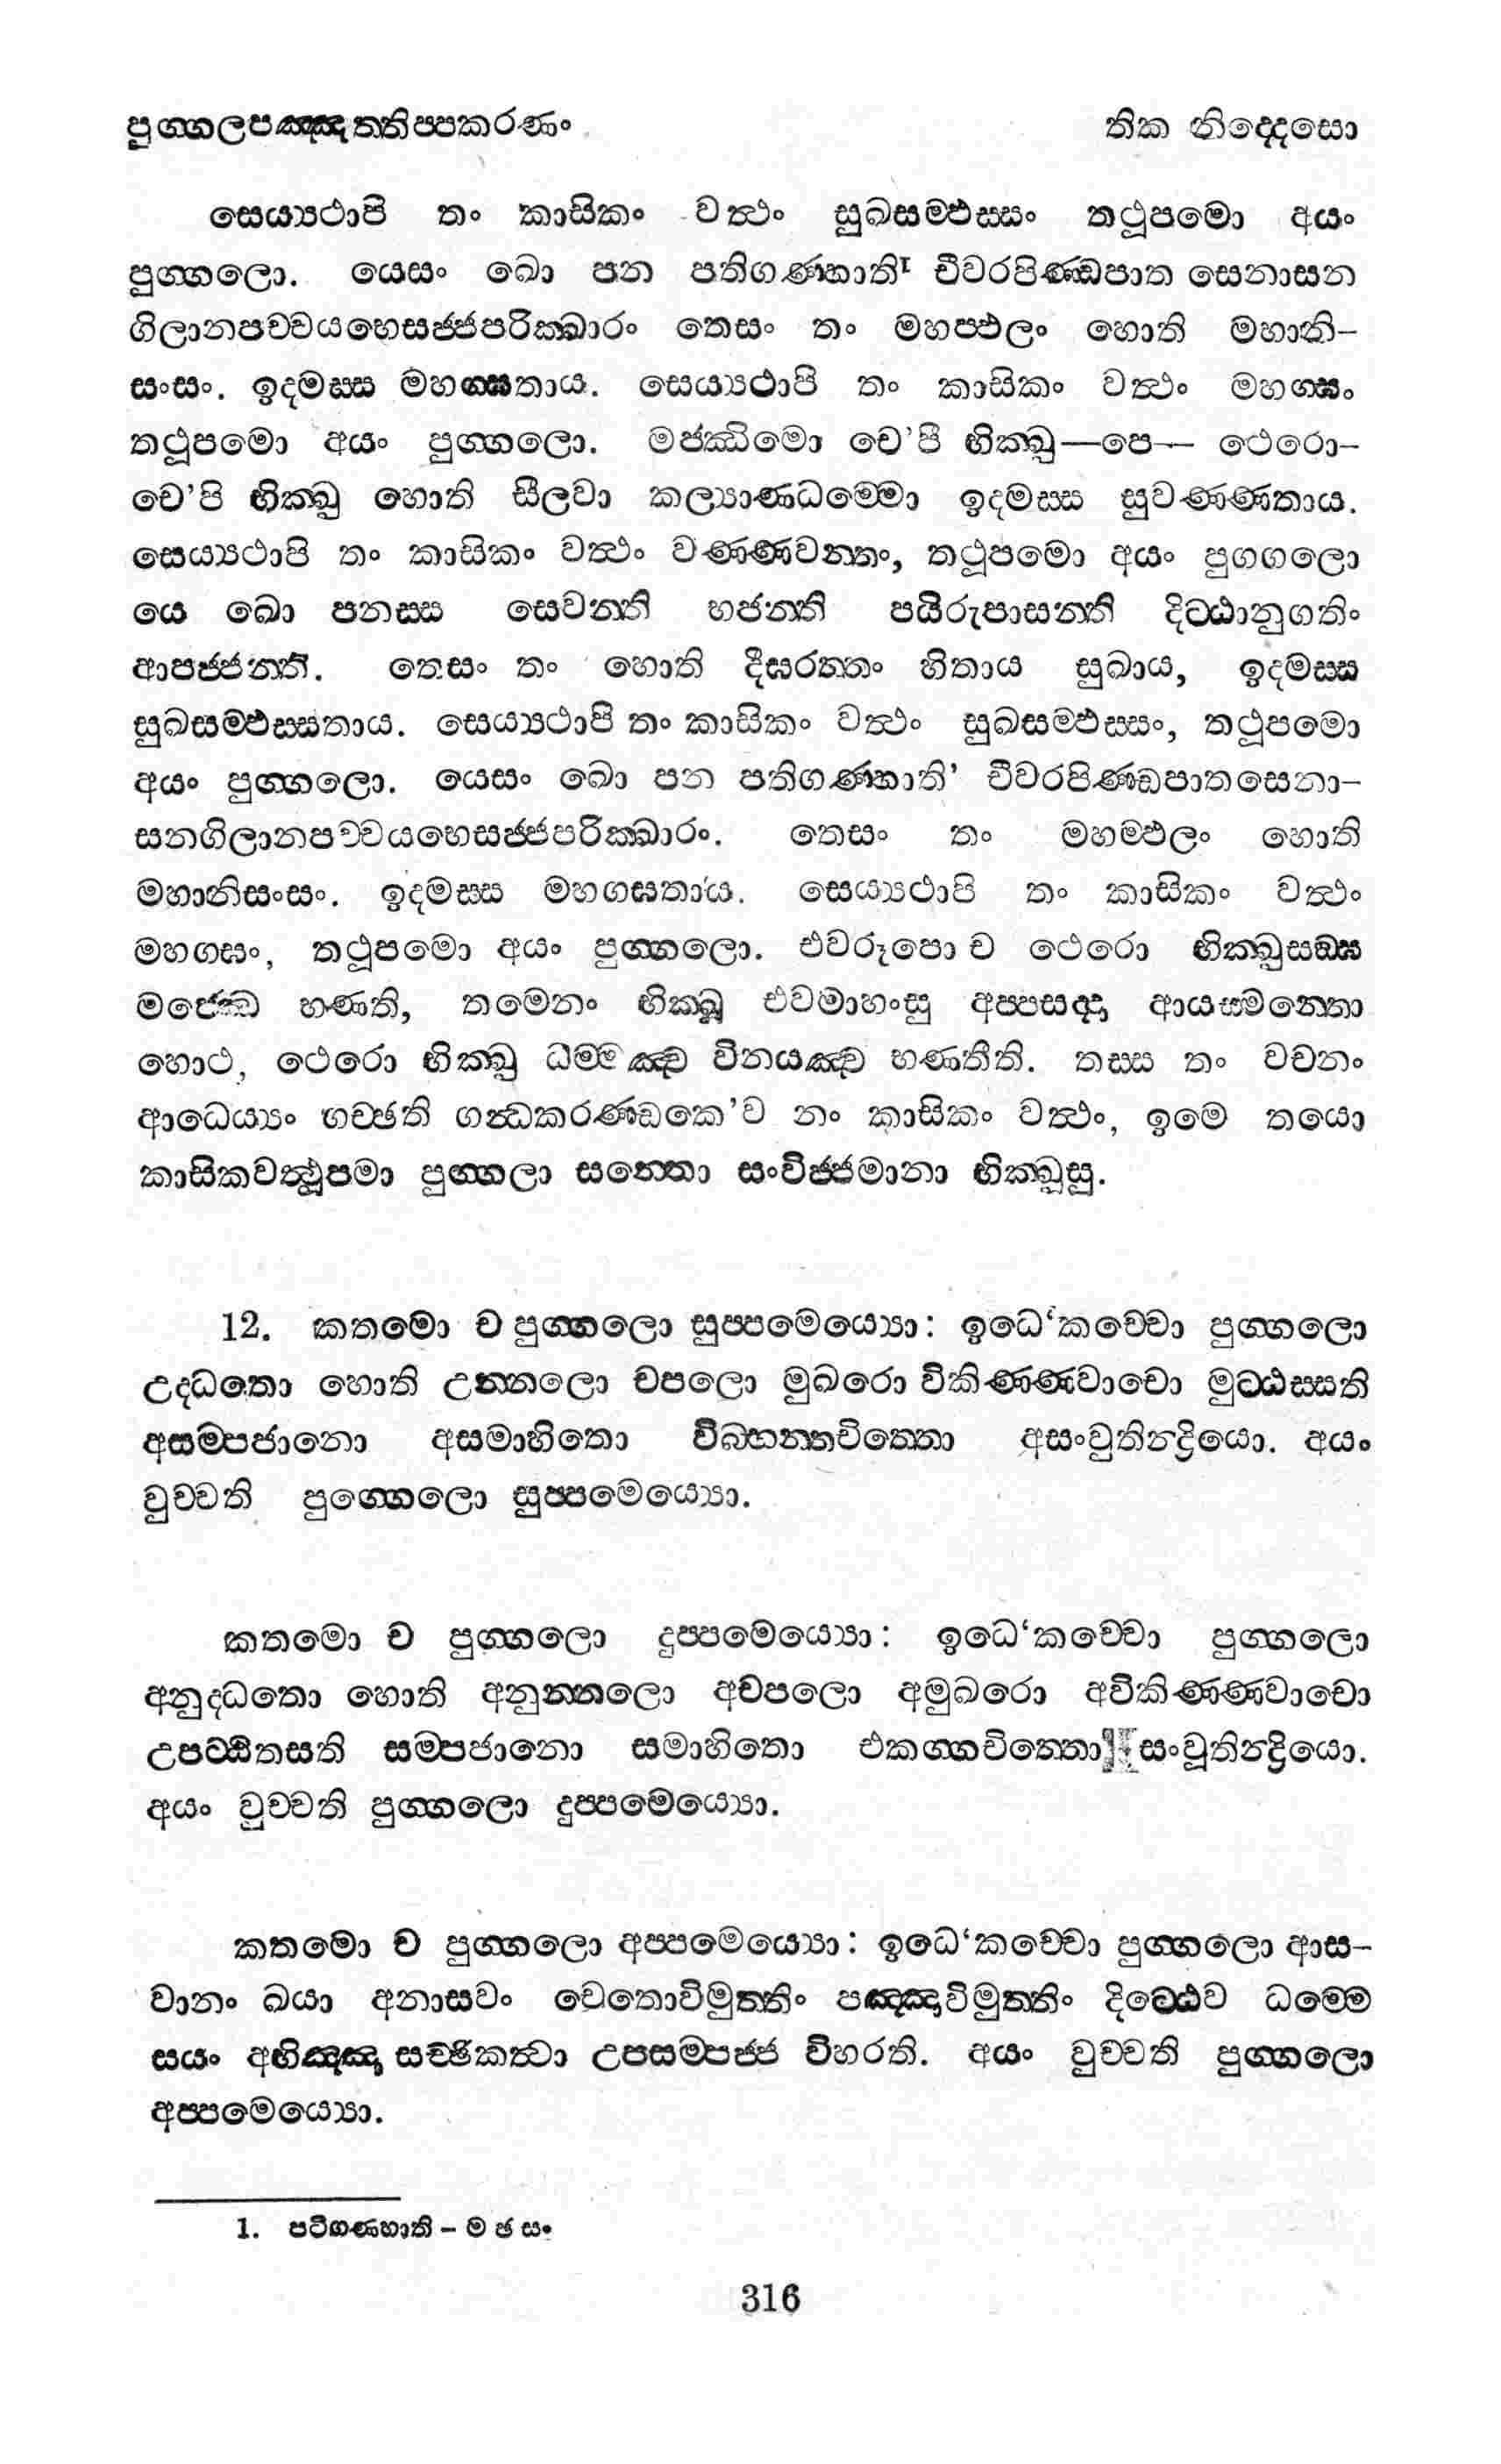 පුග්ගලපඤ්ඤත්තිප්පකරණං තික නිද්දෙසො
සෙය්‍යථාපි තං කාසිකං වත්‍ථං සුඛසම්ඵස්සං තථූපමො අයං
පුග්ගලො. යෙසං ඛො පන පතිගණ්හාති1 චීවරපිණ්ඩපාත සෙනාසන
ගිලානපච්චයභෙසජ්ජපරික්ඛාරං තෙසං තං මහප්ඵලං හොති මහානි-
සංසං. ඉදමස්ස මහග්ඝතාය. සෙය්‍යථාපි තං කාසිකං වත්‍ථං මහග්ඝං
තථූපමො අයං පුග්ගලො. මජ්ඣිමො චෙ'පි භික්ඛු—පෙ— ථෙරො-
චෙ'පි භික්ඛු හොති සීලවා කල්‍යාණධම්මො ඉදමස්ස සුවණ්ණතාය.
සෙය්‍යථාපි තං කාසිකං වත්‍ථං වණ්ණවන්තං, තථූපමො අයං පුගගලො
යෙ ඛො පනස්ස සෙවන්ති භජන්ති පයිරුපාසන්ති දිට්ඨානුගතිං
ආපජ්ජන්ති. තෙසං තං හොති දීඝරත්තං හිතාය සුඛාය, ඉදමස්ස
සුඛසම්ඵස්සතාය. සෙය්‍යථාපි තං කාසිකං වත්‍ථං සුඛසම්ඵස්සං, තථූපමො
අයං පුග්ගලො. යෙසං ඛො පන පතිගණ්හාති' චීවරපිණ්ඩපාතසෙනා-
සනගිලානපච්චයභෙසජ්ජපරික්ඛාරං. තෙසං තං මහම්ඵලං හොති
මහානිසංසං. ඉදමස්ස මහගඝතාය. සෙය්‍යථාපි තං කාසිකං වත්‍ථං
මහගඝං, තථූපමො අයං පුග්ගලො. එවරූපො ච ථෙරො භික්ඛුසඞ්ඝ
මජ්ඣෙ භණති, තමෙනං භික්ඛූ එවමාහංසු අප්පසද්දා ආයස්මන්තො
හොථ, ථෙරො භික්ඛු ධම්මඤ්ච විනයඤ්ච භණතීති. තස්ස තං වචනං
ආධෙය්‍යං ගච්ඡති ගන්ධකරණ්ඩකෙ'ව නං කාසිකං වත්‍ථං, ඉමෙ තයො
කාසිකවත්‍ථූපමා පුග්ගලා සන්තො සංවිජ්ජමානා භික්ඛූසු.
12. කතමො ච පුග්ගලො සුප්පමෙය්‍යො: ඉධෙ'කච්චො පුග්ගලො
උද්ධතො හොති උන්නලො චපලො මුඛරො විකිණ්ණවාචො මුට්ඨස්සති
අසම්පජානො අසමාහිතො විබ්භන්තචිත්තො අසංවුතින්ද්‍රියො. අයං
වුච්චති පුග්ගෙලො සුප්පමෙය්‍යො.
කතමො ච පුග්ගලො දුප්පමෙය්‍යො: ඉධෙ'කච්චො පුග්ගලො
අනුද්ධතො හොති අනුන්නලො අචපලො අමුඛරො අවිකිණ්ණවාචො
උපට්ඨිතසති සම්පජානො සමාහිතො එකග්ගචිත්තො සංවූතින්ද්‍රියො.
අයං වුච්චති පුග්ගලො දුප්පමෙය්‍යො.
කතමො ච පුග්ගලො අප්පමෙය්‍යො: ඉධෙ'කච්චො පුග්ගලො ආස-
වානං ඛයා අනාසවං චෙතොවිමුත්තිං පඤ්ඤාවිමුත්තිං දිට්ඨෙව ධම්මෙ
සයං අභිඤ්ඤා සච්ඡිකත්‍වා උපසම්පජ්ජ විහරති. අයං වුච්චති පුග්ගලො
අප්පමෙය්‍යො.
1. පටිගණහාති - ම ඡ සං
316